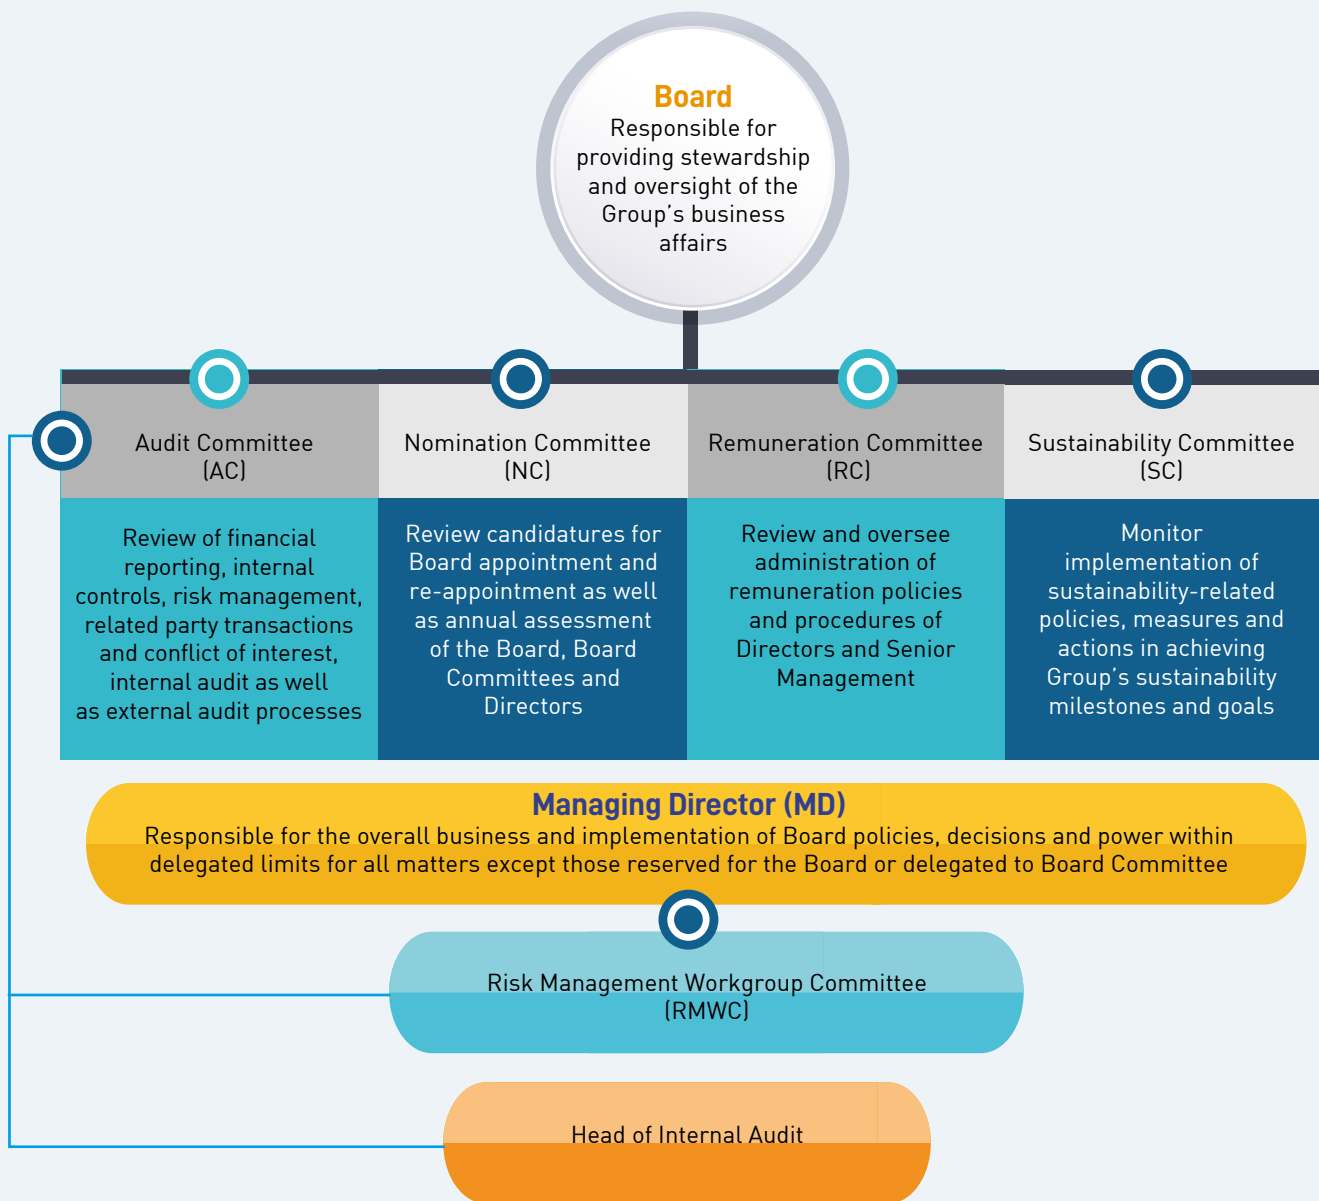 Board
Responsible for
providing stewardship
and oversight of the
Group’s business
affairs
Audit Committee
(AC)
Nomination Committee
(NC)
Remuneration Committee
(RC)
Sustainability Committee
(SC)
Review of financial
reporting, internal
controls, risk management,
related party transactions
and conflict of interest,
internal audit as well
as external audit processes
Review candidatures for
Board appointment and
re-appointment as well
as annual assessment
of the Board, Board
Committees and
Directors
Review and oversee
administration of
remuneration policies
and procedures of
Directors and Senior
Management
Monitor
implementation of
sustainability-related
policies, measures and
actions in achieving
Group’s sustainability
milestones and goals
Managing Director (MD)
Responsible for the overall business and implementation of Board policies, decisions and power within
delegated limits for all matters except those reserved for the Board or delegated to Board Committee
Risk Management Workgroup Committee
(RMWC)
Head of Internal Audit